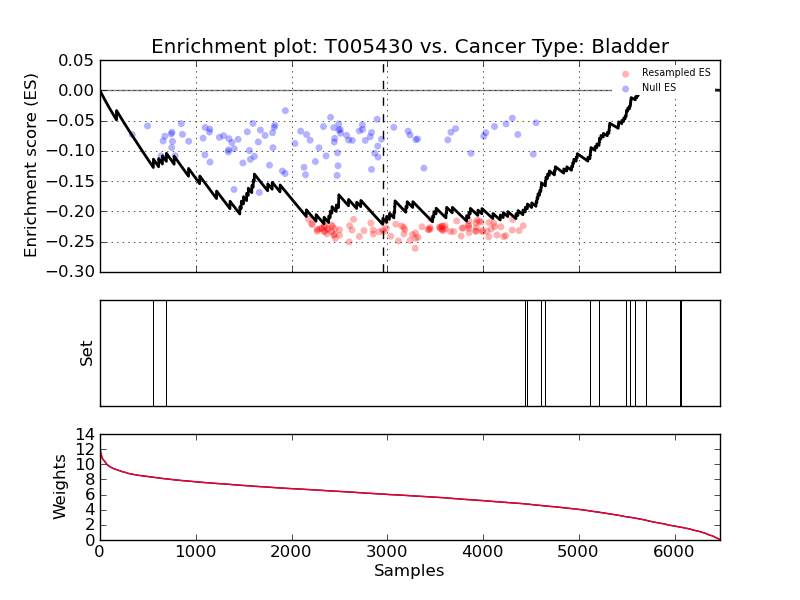 Enrichment plot: T005430 vs. Cancer Type: Bladder
Enrichment score (ES)
0.05
0.00
−0.05
−0.10
−0.15
−0.20
−0.25
−0.30
Resampled ES
Null ES
Set
Weights
14
12
10
8
6
4
2
0
0 1000 2000 3000 4000 5000 6000
Samples